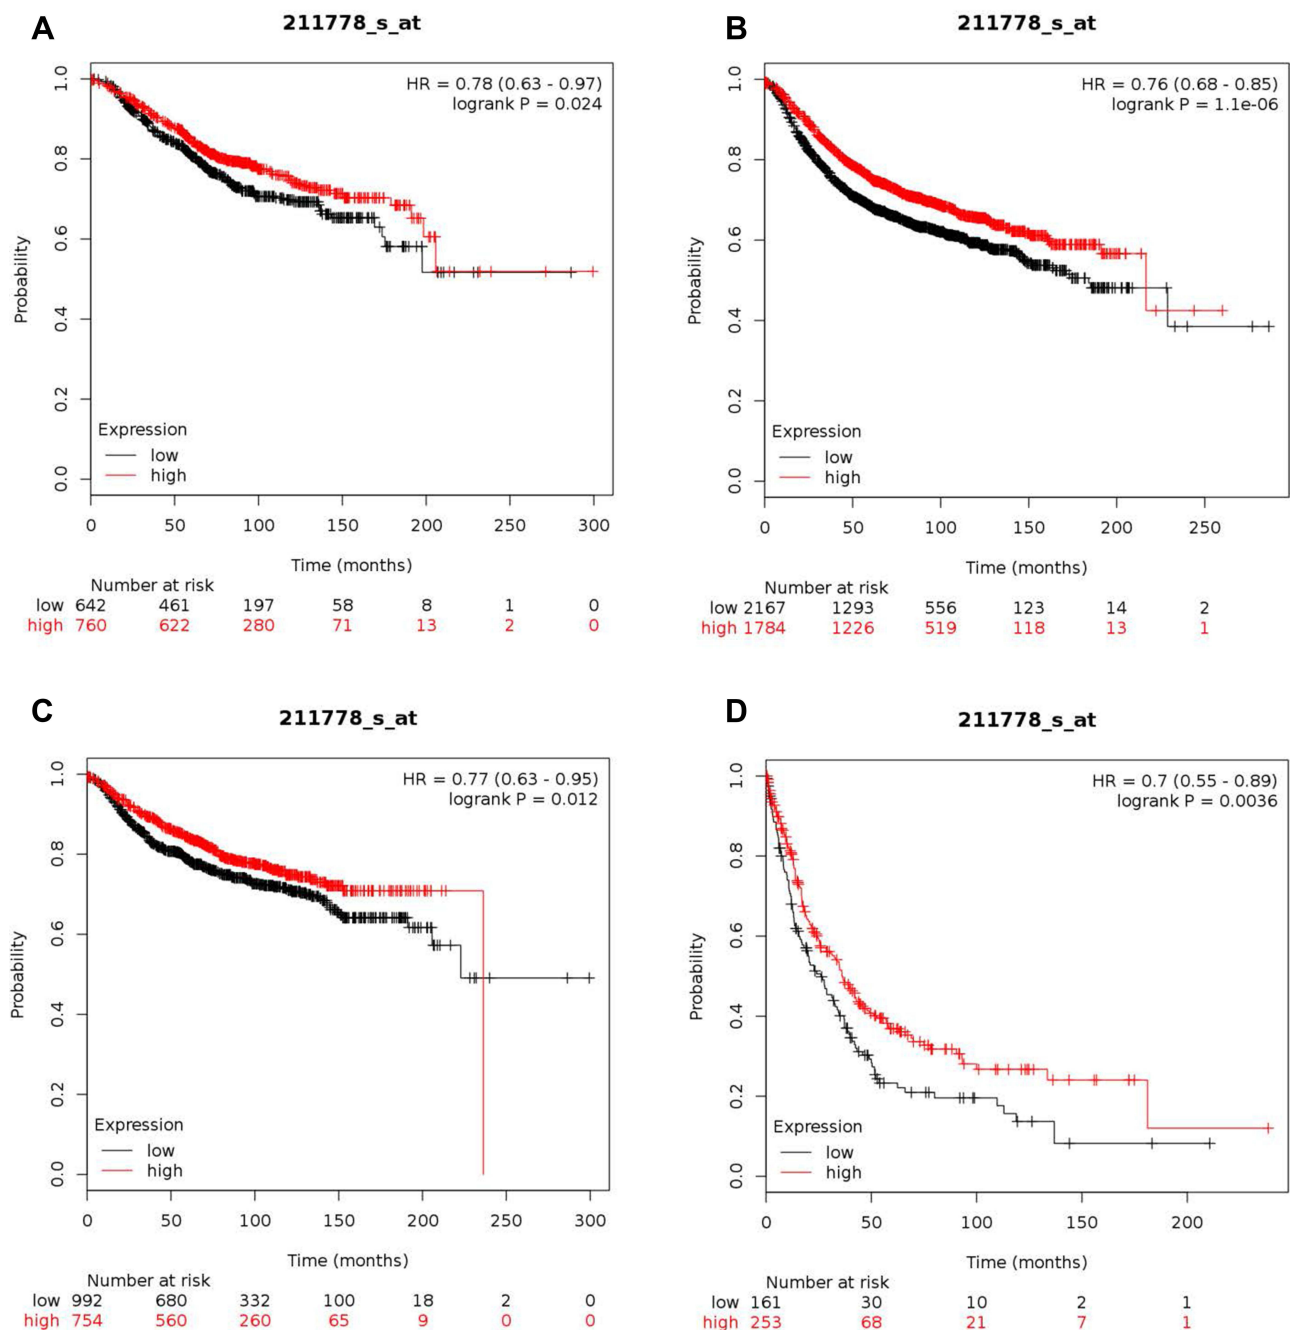 A
211778_s_at
HR = 0.78 (0.63 - 0.97)
logrank P = 0.024
Probability
0.0 0.2 0.4 0.6 0.8 1.0
Expression
low
high
0 50 100 150 200 250 300
Time (months)
Number at risk
low 642 461 197 58 8 1 0
high 760 622 280 71 13 2 0
B
211778_s_at
HR = 0.76 (0.68 - 0.85)
logrank P = 1.1e-06
Probability
0.0 0.2 0.4 0.6 0.8 1.0
Expression
low
high
0 50 100 150 200 250
Time (months)
Number at risk
low 2167 1293 556 123 14 2
high 1784 1226 519 118 13 1
C
211778_s_at
HR = 0.77 (0.63 - 0.95)
logrank P = 0.012
Probability
0.0 0.2 0.4 0.6 0.8 1.0
Expression
low
high
0 50 100 150 200 250 300
Time (months)
Number at risk
low 992 680 332 100 18 2 0
high 754 560 260 65 9 0 0
D
211778_s_at
HR = 0.7 (0.55 - 0.89)
logrank P = 0.0036
Probability
0.0 0.2 0.4 0.6 0.8 1.0
Expression
low
high
0 50 100 150 200
Time (months)
Number at risk
low 161 30 10 2 1
high 253 68 21 7 1